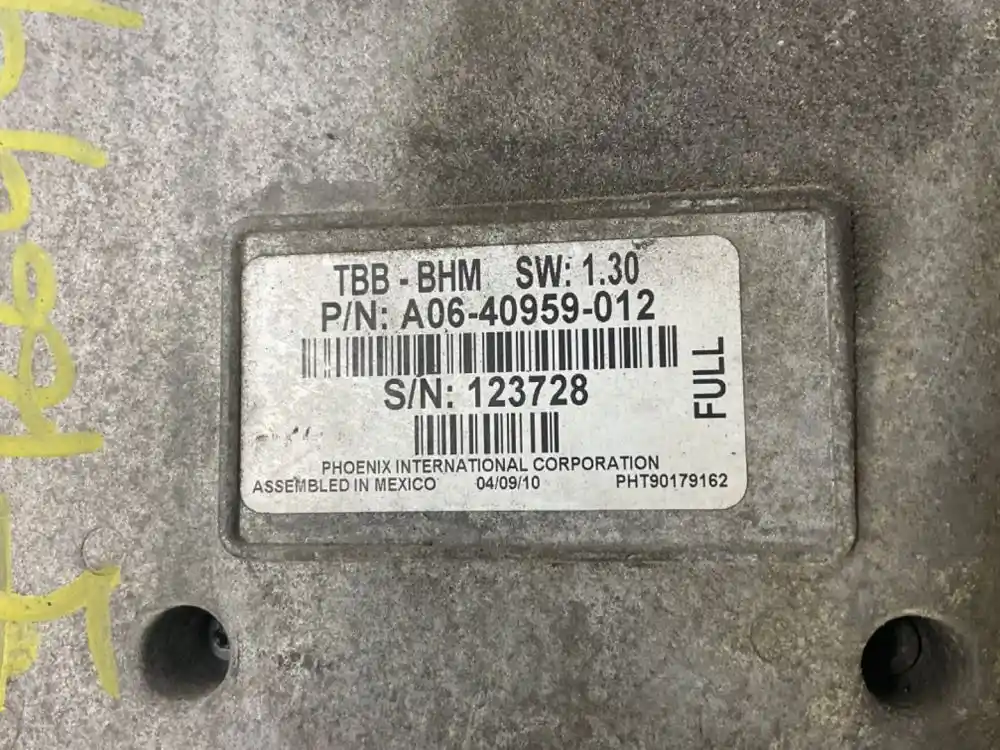 TBB - BHM SW: 1.30
P/N: A06-40959-012
S/N: 123728
FULL
PHOENIX INTERNATIONAL CORPORATION
ASSEMBLED IN MEXICO 04/09/10 PHT90179162